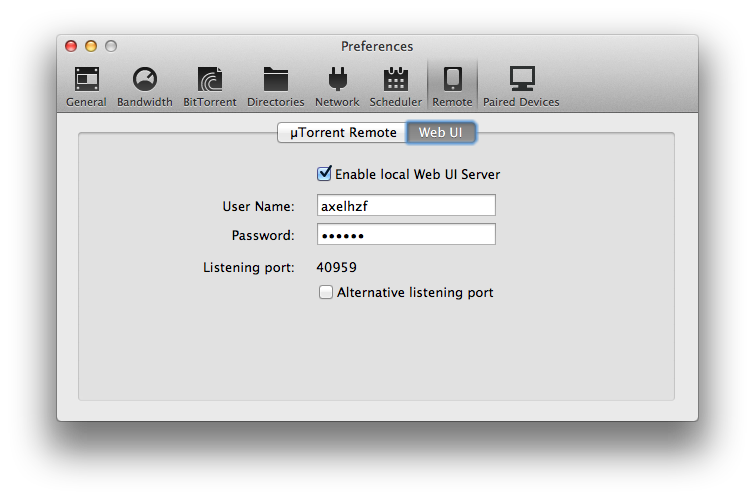 Preferences
General Bandwidth BitTorrent Directories Network Scheduler Remote Paired Devices
µTorrent Remote Web UI
Enable local Web UI Server
User Name: axelhzf
Password: ••••••
Listening port: 40959
Alternative listening port